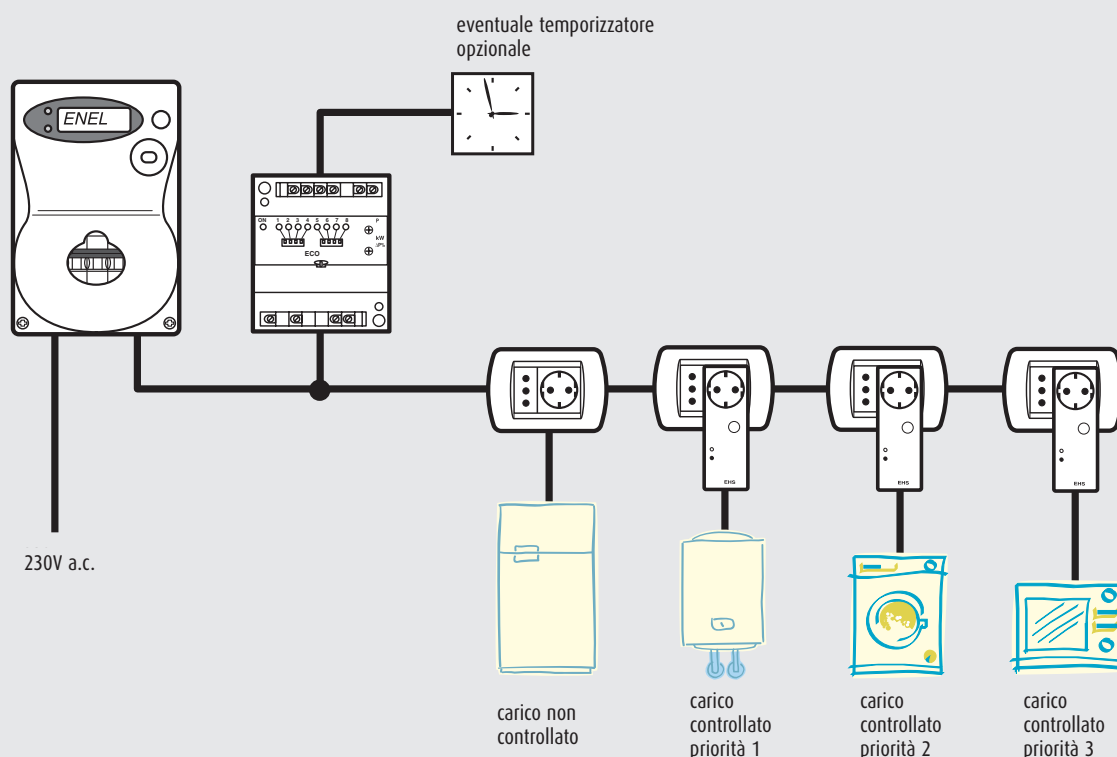 eventuale temporizzatore
opzionale
ENEL
ON 1 2 3 4 5 6 7 8 P
kW
ΔP%
ECO
EHS
EHS
EHS
230V a.c.
carico non
controllato
carico
controllato
priorità 1
carico
controllato
priorità 2
carico
controllato
priorità 3